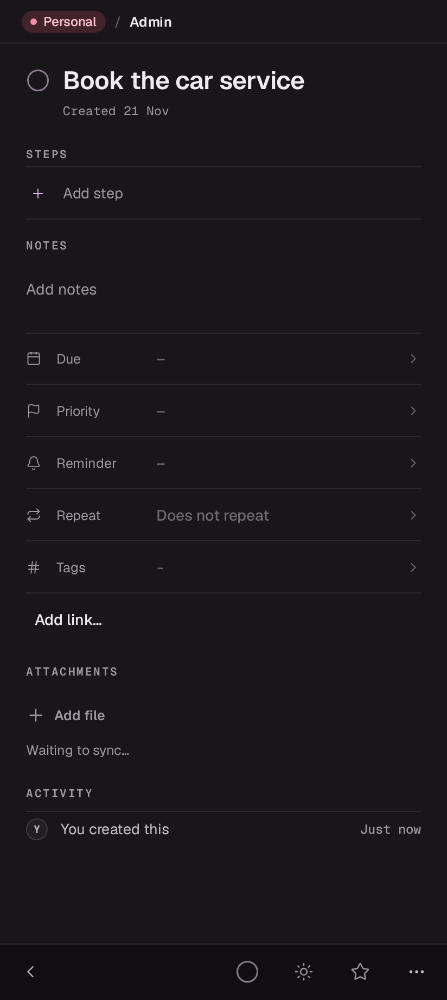 Personal / Admin
Book the car service
Created 21 Nov
STEPS
+ Add step
NOTES
Add notes
Due –
Priority –
Reminder –
Repeat Does not repeat
Tags –
Add link…
ATTACHMENTS
+ Add file
Waiting to sync…
ACTIVITY
Y You created this Just now